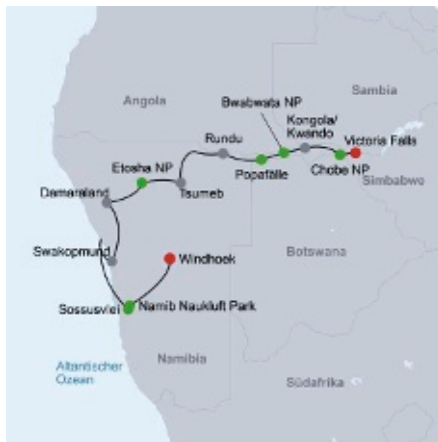 Sambia
Angola
Bwabwata NP
Kongola/
Kwando
Rundu
Victoria Falls
Etosha NP
Popafälle
Chobe NP
Simbabwe
Tsumeb
Damaraland
Swakopmund
Windhoek
Botswana
Sossusvlei
Namib Naukluft Park
Namibia
Altantischer
Ozean
Südafrika